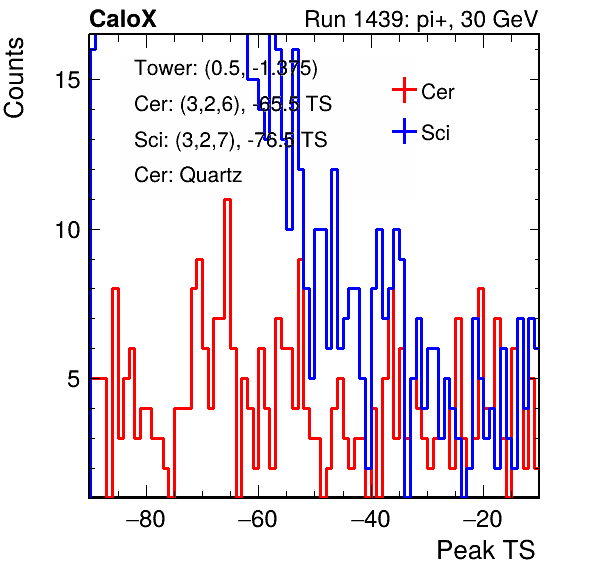 CaloX Run 1439: pi+, 30 GeV
Counts
Tower: (0.5, -1.375)
Cer: (3,2,6), -65.5 TS
Sci: (3,2,7), -76.5 TS
Cer: Quartz
Cer
Sci
15
10
5
−80 −60 −40 −20
Peak TS